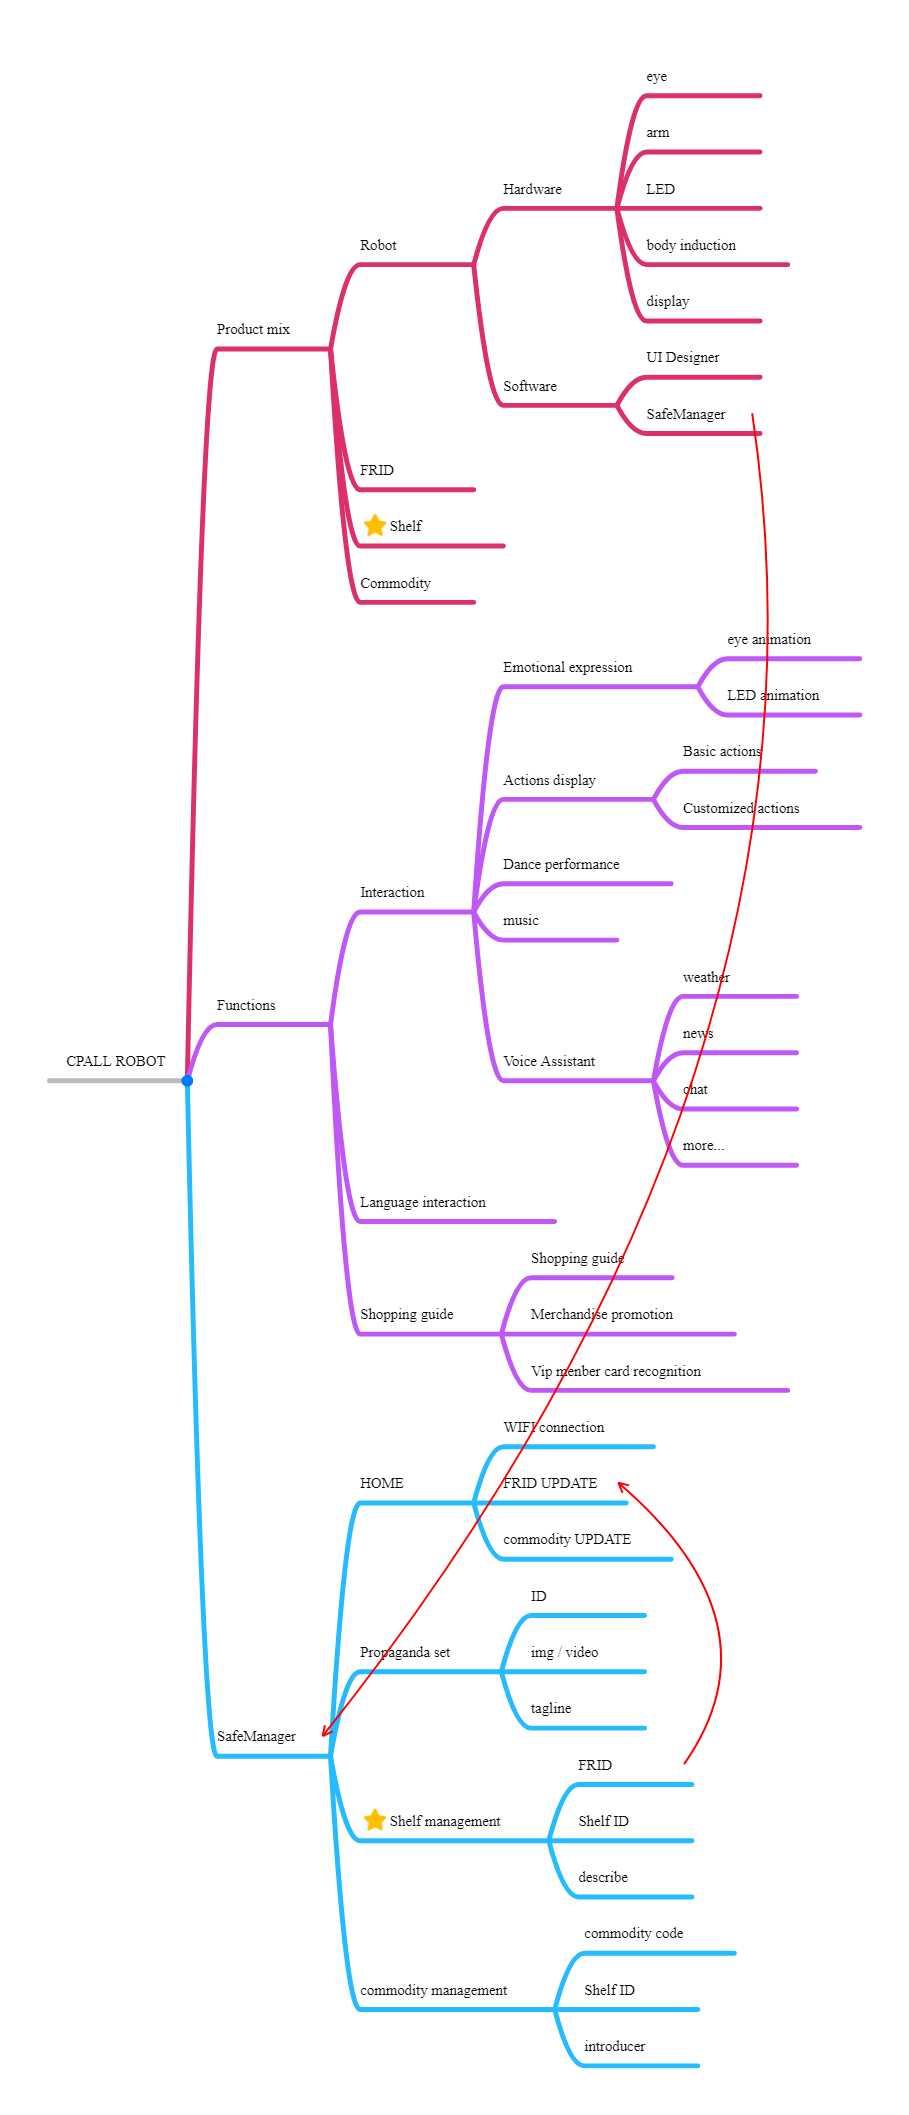 eye
arm
LED
Hardware
body induction
Robot
display
Product mix
UI Designer
Software
SafeManager
FRID
Shelf
Commodity
eye animation
Emotional expression
LED animation
Basic actions
Actions display
Customized actions
Dance performance
Interaction
music
weather
Functions
news
Voice Assistant
CPALL ROBOT
chat
more...
Language interaction
Shopping guide
Shopping guide
Merchandise promotion
Vip menber card recognition
WIFI connection
HOME
FRID UPDATE
commodity UPDATE
ID
Propaganda set
img / video
tagline
SafeManager
FRID
Shelf management
Shelf ID
describe
commodity code
commodity management
Shelf ID
introducer